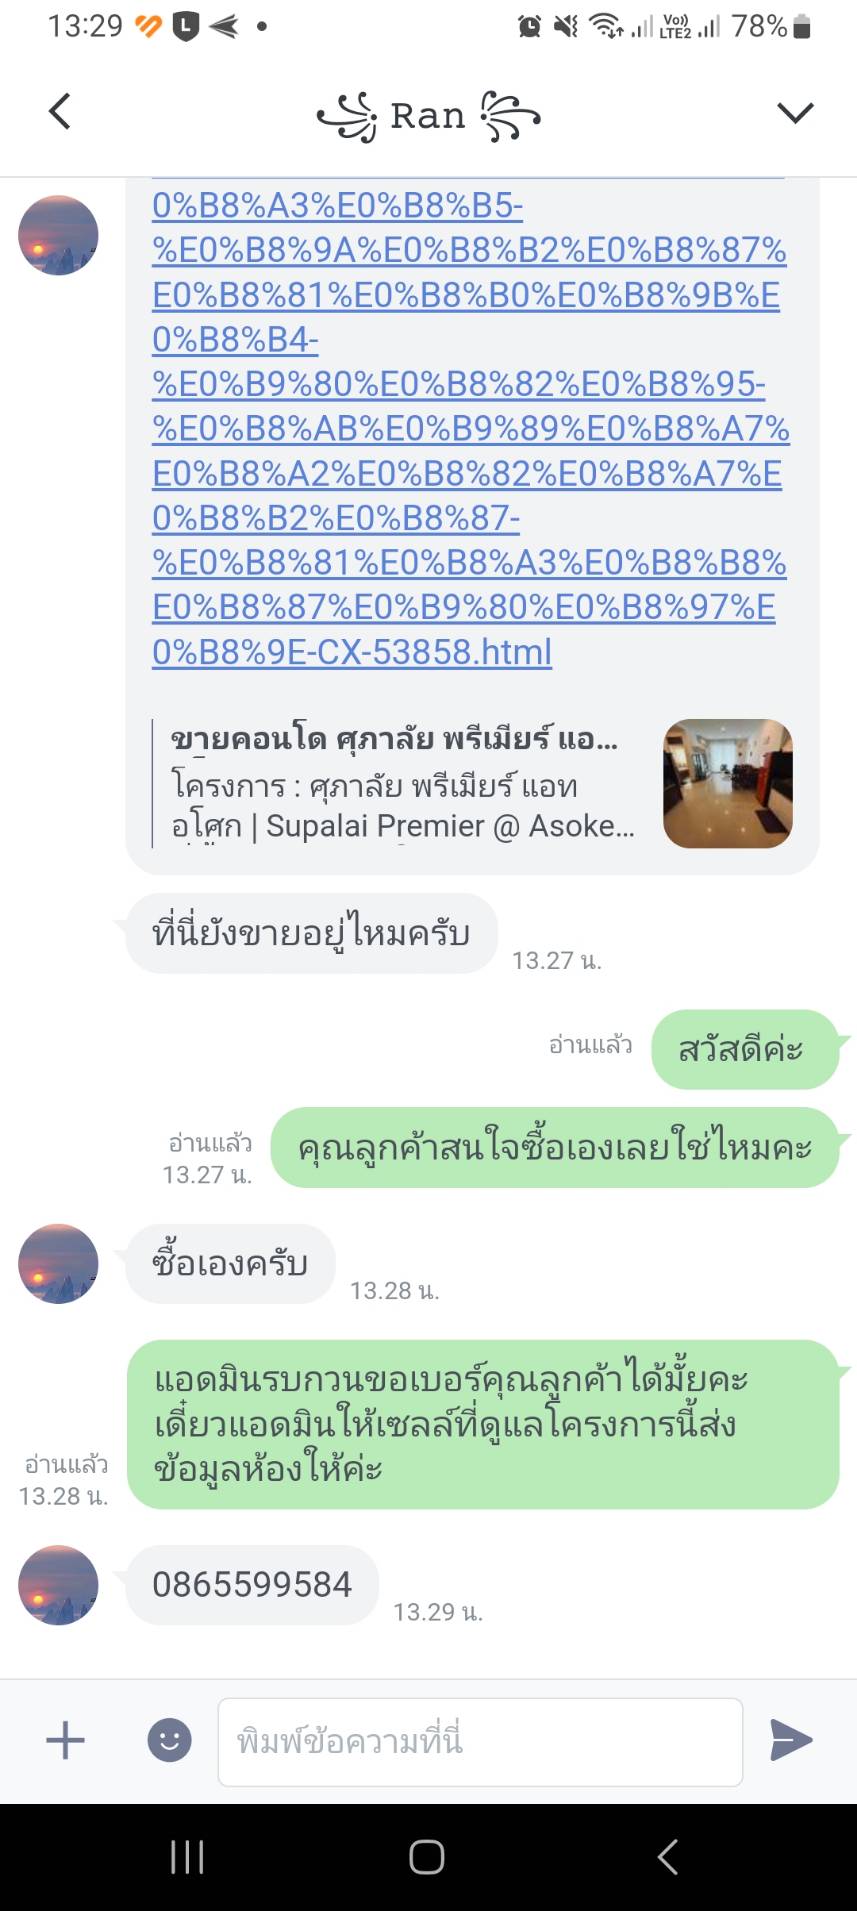 13:29
L
Vo))
LTE2
78%
Ran
0%B8%A3%E0%B8%B5-
%E0%B8%9A%E0%B8%B2%E0%B8%87%
E0%B8%81%E0%B8%B0%E0%B8%9B%E
0%B8%B4-
%E0%B9%80%E0%B8%82%E0%B8%95-
%E0%B8%AB%E0%B9%89%E0%B8%A7%
E0%B8%A2%E0%B8%82%E0%B8%A7%E
0%B8%B2%E0%B8%87-
%E0%B8%81%E0%B8%A3%E0%B8%B8%
E0%B8%87%E0%B9%80%E0%B8%97%E
0%B8%9E-CX-53858.html
ขายคอนโด ศุภาลัย พรีเมียร์ แอ...
โครงการ : ศุภาลัย พรีเมียร์ แอท
อโศก | Supalai Premier @ Asoke...
ที่นี่ยังขายอยู่ไหมครับ
13.27 น.
อ่านแล้ว
สวัสดีค่ะ
คุณลูกค้าสนใจซื้อเองเลยใช่ไหมคะ
อ่านแล้ว
13.27 น.
ซื้อเองครับ
13.28 น.
แอดมินรบกวนขอเบอร์คุณลูกค้าได้มั้ยคะ
เดี๋ยวแอดมินให้เซลล์ที่ดูแลโครงการนี้ส่ง
ข้อมูลห้องให้ค่ะ
อ่านแล้ว
13.28 น.
0865599584
13.29 น.
พิมพ์ข้อความที่นี่